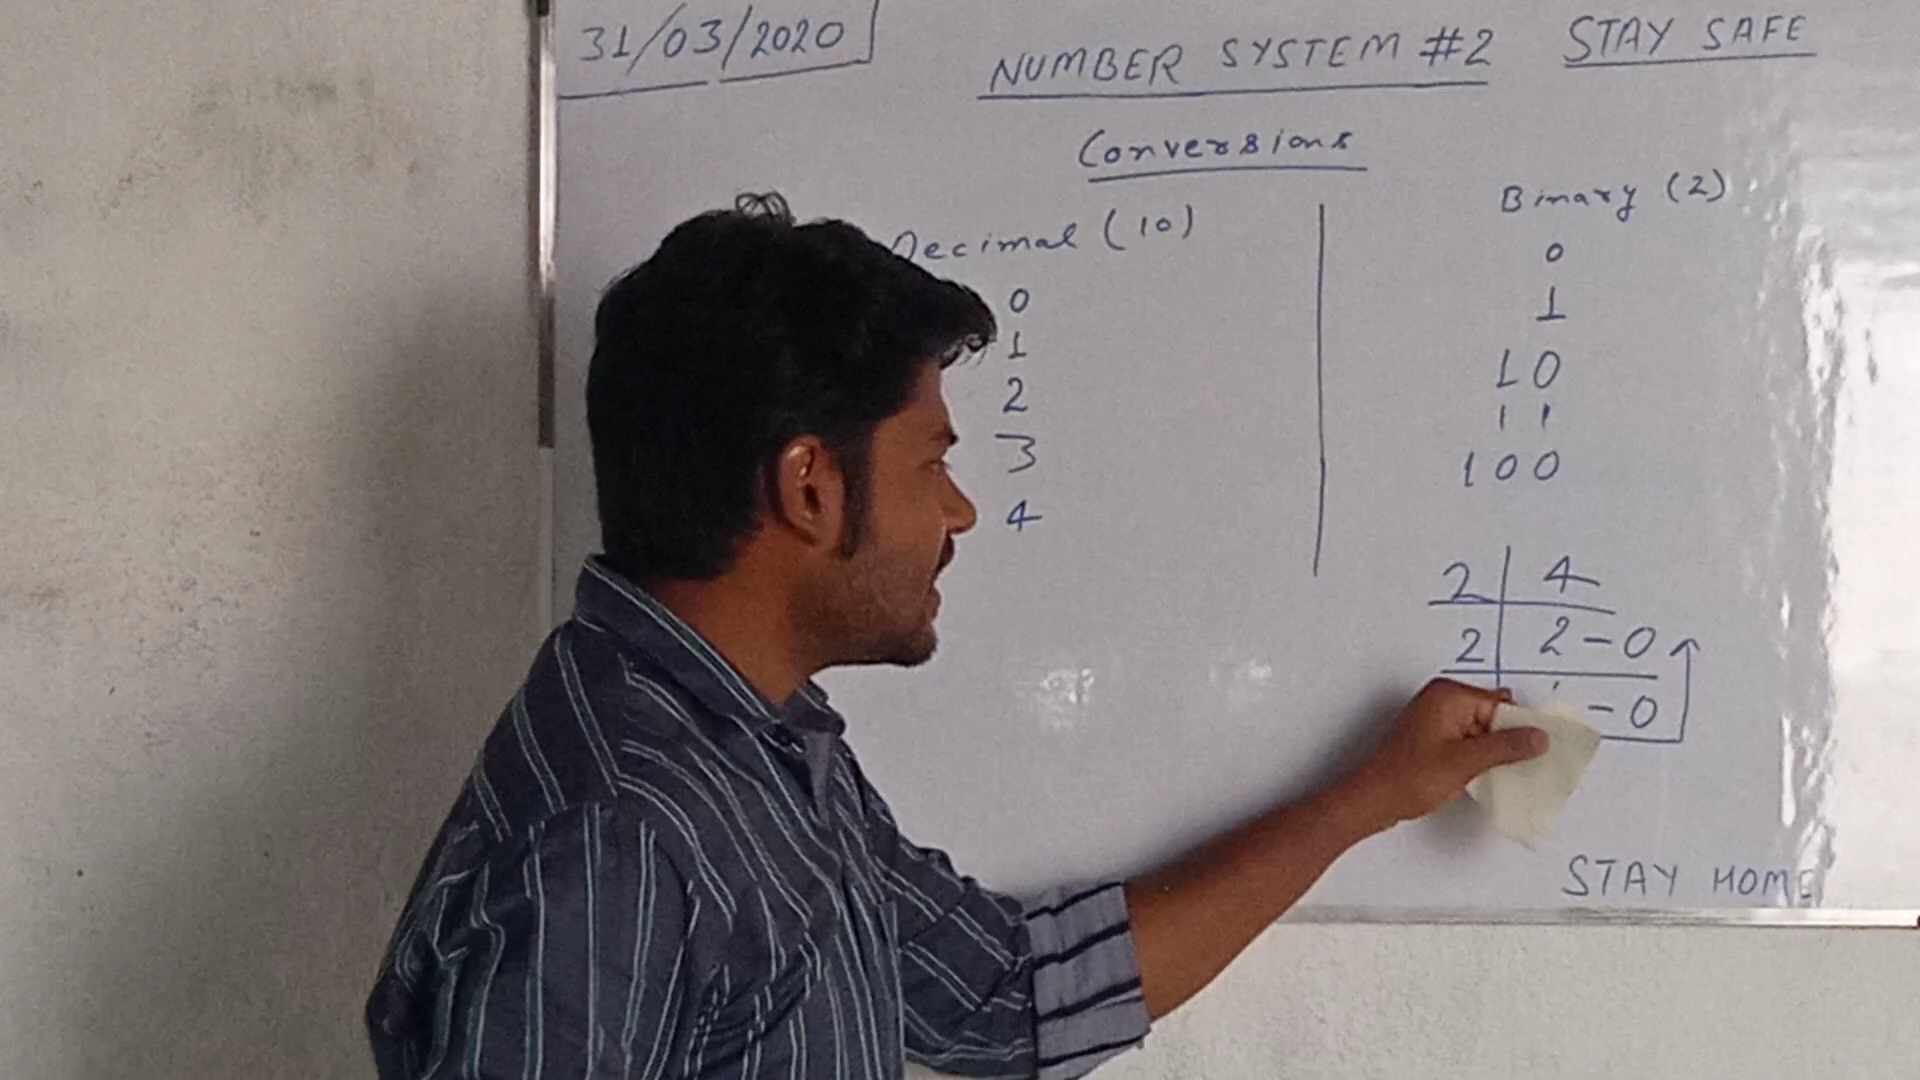 31/03/2020
NUMBER SYSTEM #2
STAY SAFE
Conversions
Decimal (10)
0
1
2
3
4
Binary (2)
0
1
10
11
100
2 4
2 2-0
-0
STAY HOME